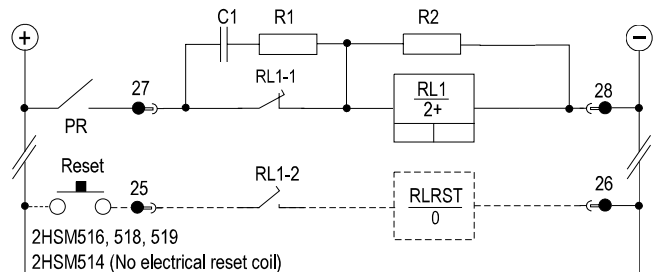 C1 R1 R2
+ −
27 RL1-1 RL1 28
2+
PR
Reset
25 RL1-2 RLRST 26
0
2HSM516, 518, 519
2HSM514 (No electrical reset coil)